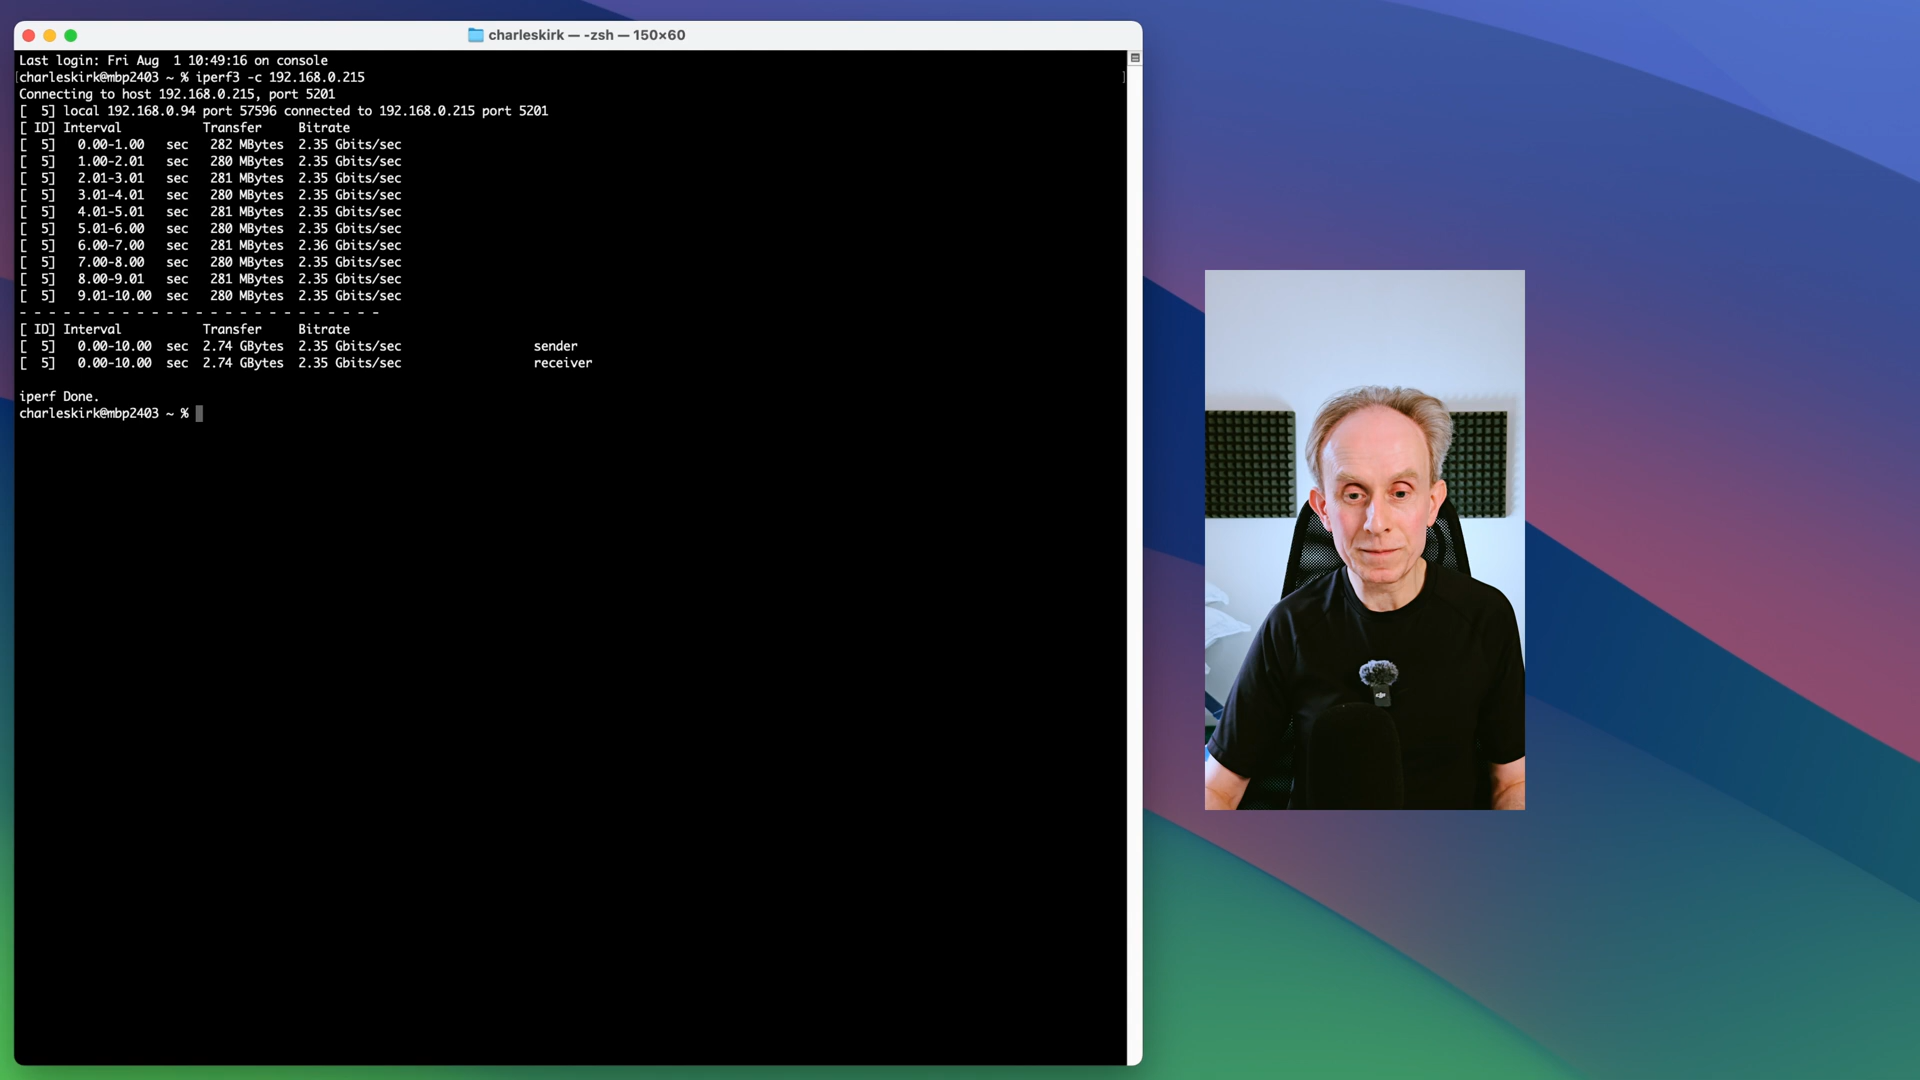 charleskirk — -zsh — 150×60
Last login: Fri Aug  1 10:49:16 on console
charleskirk@mbp2403 ~ % iperf3 -c 192.168.0.215
Connecting to host 192.168.0.215, port 5201
[  5] local 192.168.0.94 port 57596 connected to 192.168.0.215 port 5201
[ ID] Interval           Transfer     Bitrate
[  5]   0.00-1.00   sec   282 MBytes  2.35 Gbits/sec
[  5]   1.00-2.01   sec   280 MBytes  2.35 Gbits/sec
[  5]   2.01-3.01   sec   281 MBytes  2.35 Gbits/sec
[  5]   3.01-4.01   sec   280 MBytes  2.35 Gbits/sec
[  5]   4.01-5.01   sec   281 MBytes  2.35 Gbits/sec
[  5]   5.01-6.00   sec   280 MBytes  2.35 Gbits/sec
[  5]   6.00-7.00   sec   281 MBytes  2.36 Gbits/sec
[  5]   7.00-8.00   sec   280 MBytes  2.35 Gbits/sec
[  5]   8.00-9.01   sec   281 MBytes  2.35 Gbits/sec
[  5]   9.01-10.00  sec   280 MBytes  2.35 Gbits/sec
- - - - - - - - - - - - - - - - - - - - - - - - -
[ ID] Interval           Transfer     Bitrate
[  5]   0.00-10.00  sec  2.74 GBytes  2.35 Gbits/sec                  sender
[  5]   0.00-10.00  sec  2.74 GBytes  2.35 Gbits/sec                  receiver
iperf Done.
charleskirk@mbp2403 ~ %
dji